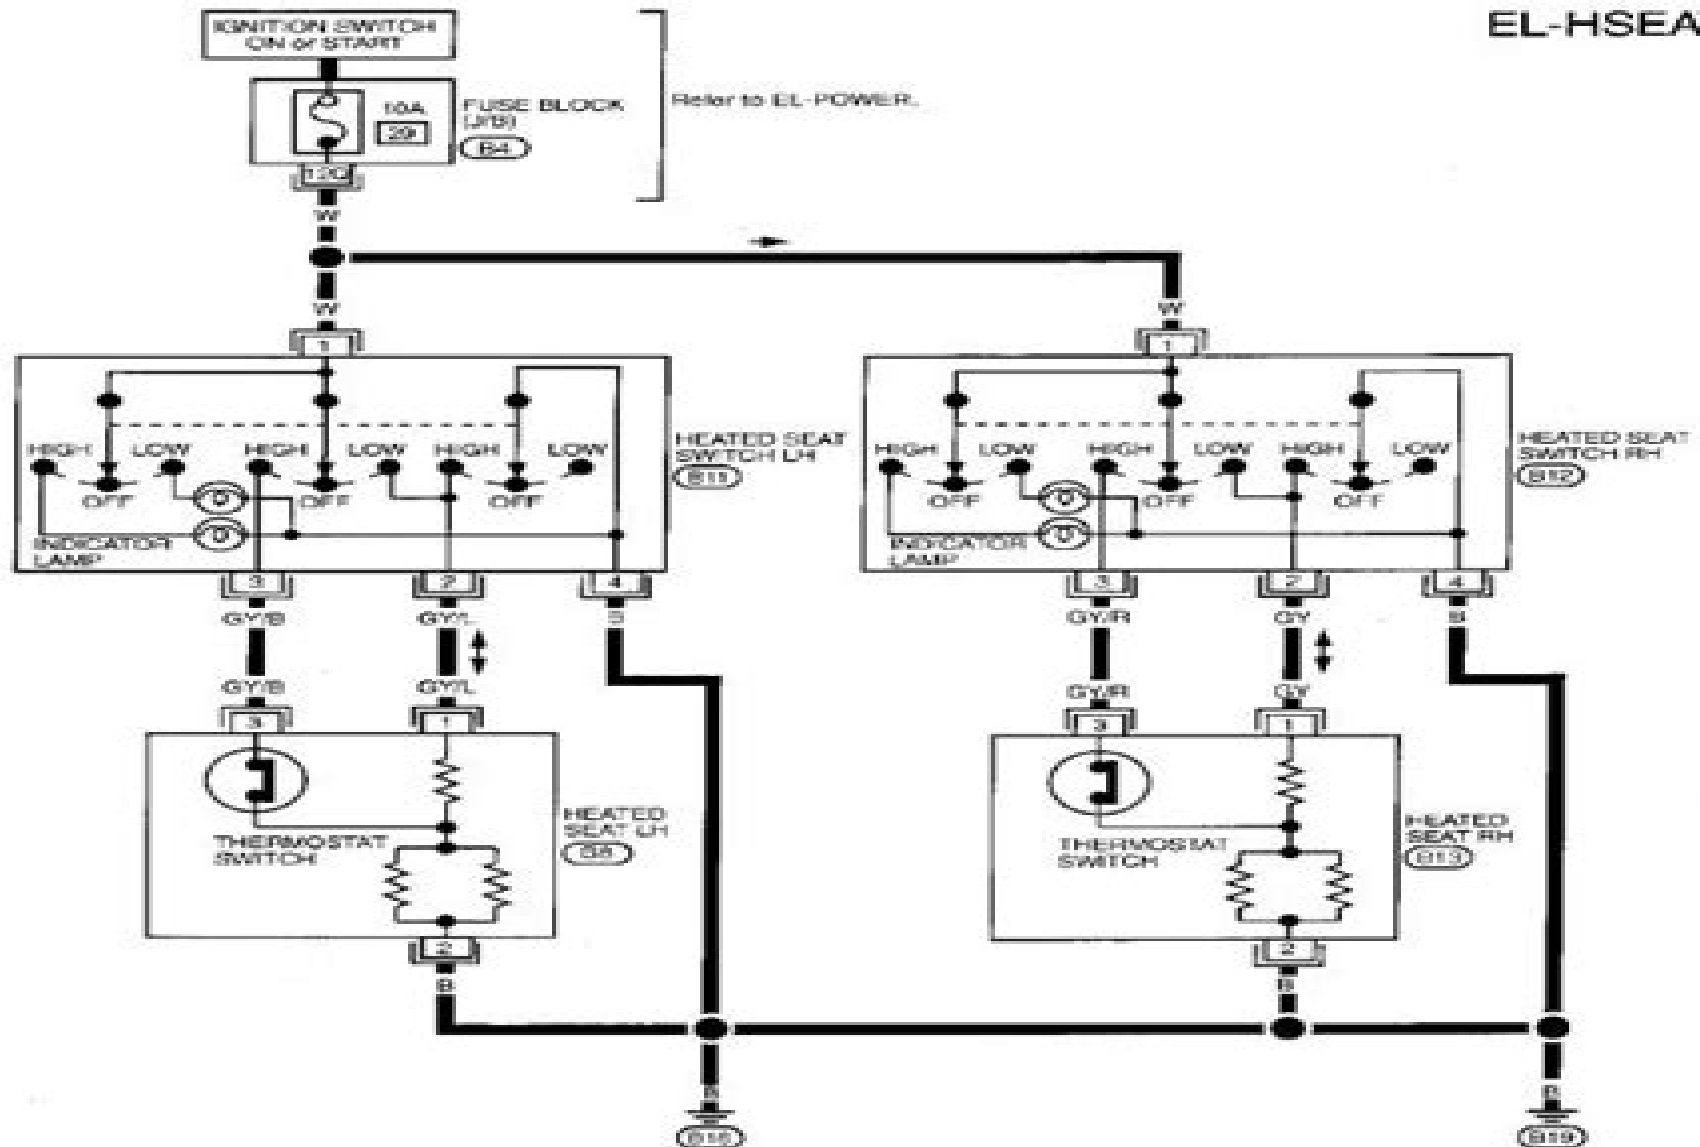 EL-HSEA
IGNITION SWITCH
ON or START
10A
29
FUSE BLOCK
(J/B)
B4
Refer to EL-POWER.
W
W
W
1
1
HIGH LOW HIGH LOW HIGH LOW
OFF OFF OFF
INDICATOR
LAMP
HEATED SEAT
SWITCH LH
B11
HIGH LOW HIGH LOW HIGH LOW
OFF OFF OFF
INDICATOR
LAMP
HEATED SEAT
SWITCH RH
B12
3 2 4
3 2 4
GY/B GY/L B
GY/R GY B
GY/B GY/L
GY/R GY
3 1
3 1
THERMOSTAT
SWITCH
HEATED
SEAT LH
THERMOSTAT
SWITCH
HEATED
SEAT RH
B13
2
2
B
B
B
B
B19